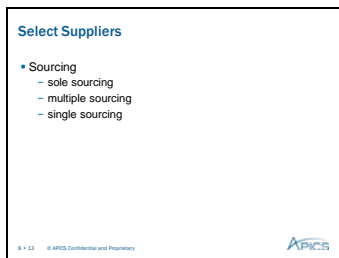 Select Suppliers
▪ Sourcing
– sole sourcing
– multiple sourcing
– single sourcing
8 • 13 © APICS Confidential and Proprietary
APICS